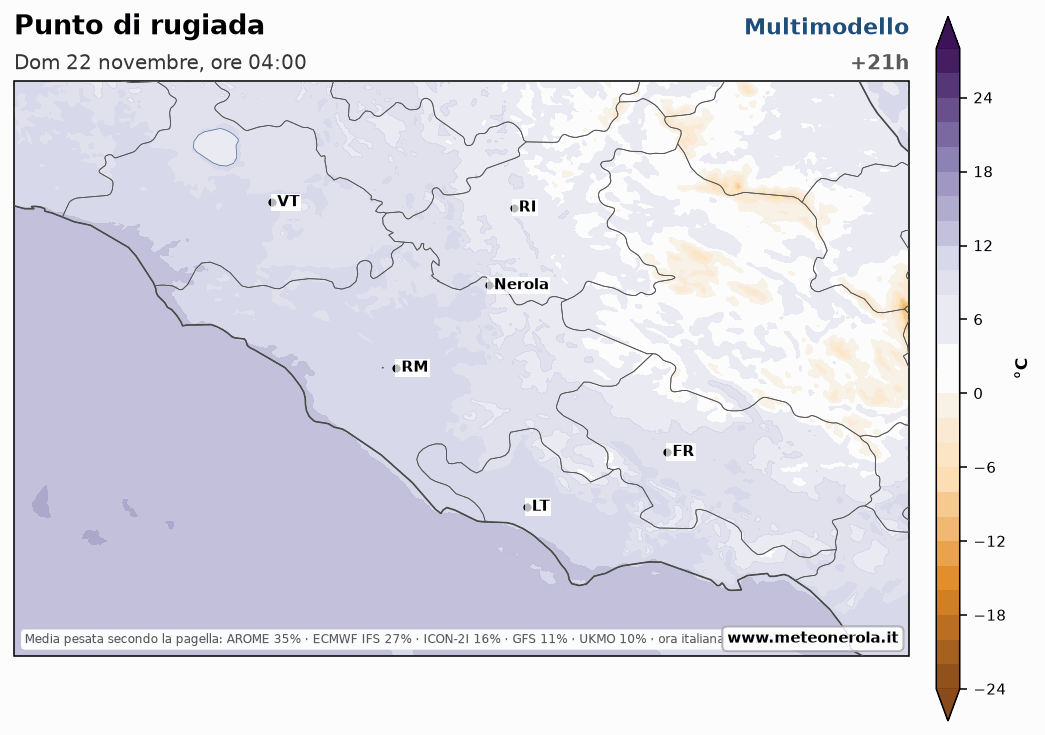 Punto di rugiada
Multimodello
Dom 22 novembre, ore 04:00
+21h
VT
RI
Nerola
RM
FR
LT
Media pesata secondo la pagella: AROME 35% · ECMWF IFS 27% · ICON-2I 16% · GFS 11% · UKMO 10% · ora italiana
www.meteonerola.it
24
18
12
6
0
−6
−12
−18
−24
°C